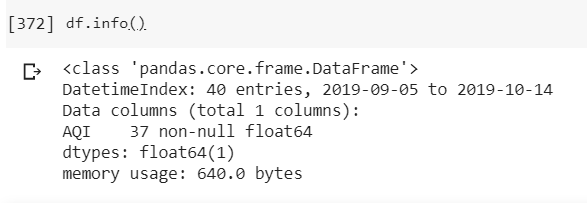 [372] df.info()
<class 'pandas.core.frame.DataFrame'>
DatetimeIndex: 40 entries, 2019-09-05 to 2019-10-14
Data columns (total 1 columns):
AQI    37 non-null float64
dtypes: float64(1)
memory usage: 640.0 bytes